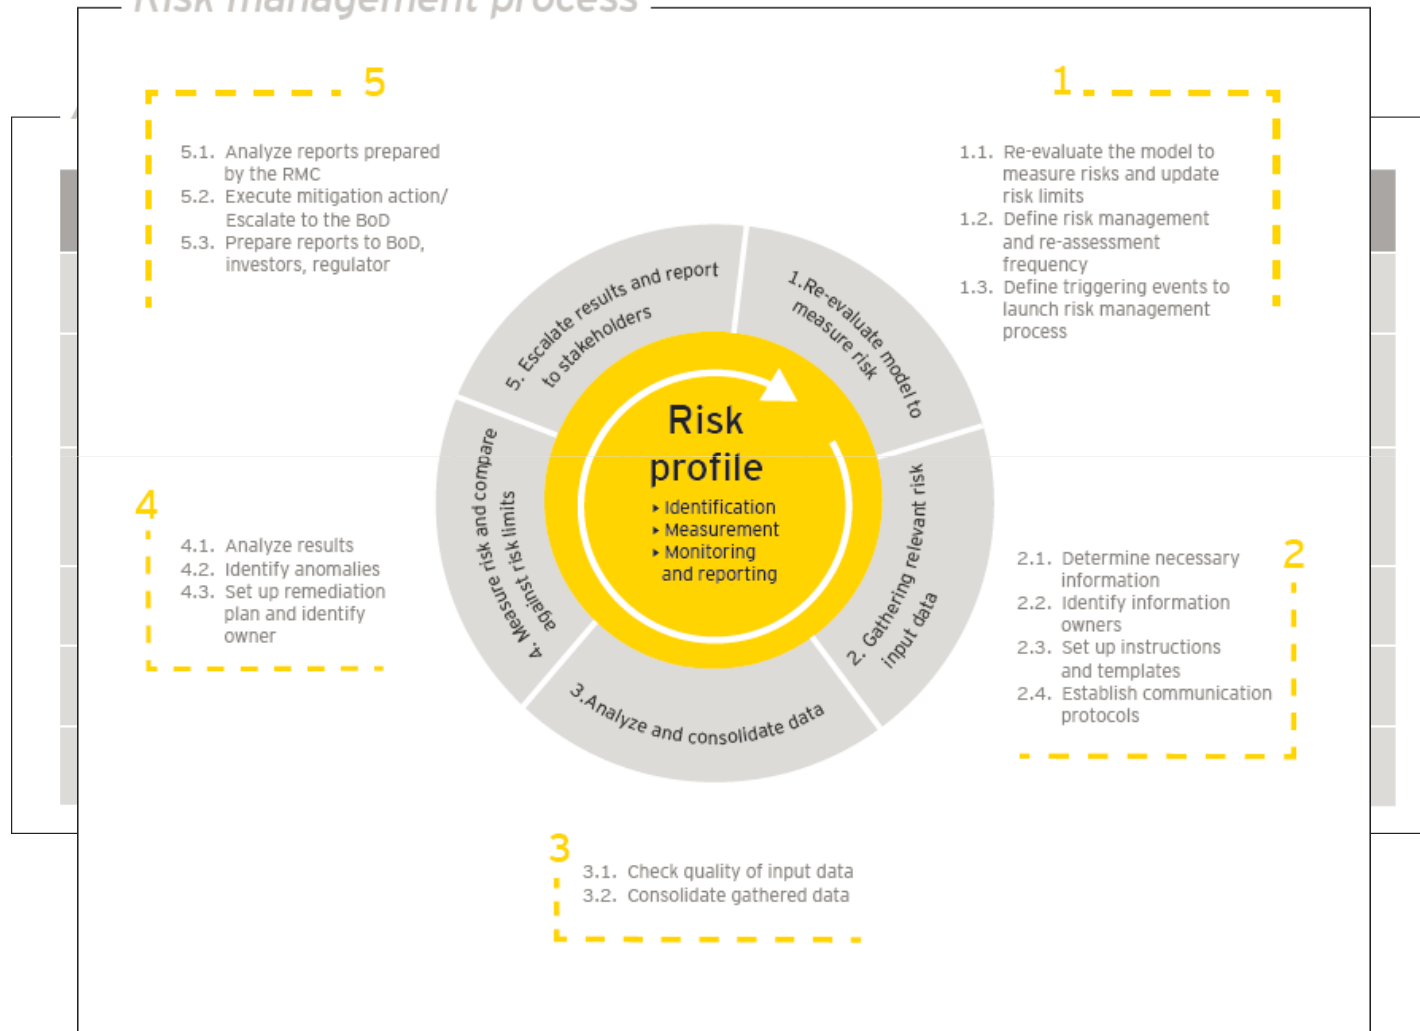 Risk management process
5
5.1. Analyze reports prepared
by the RMC
5.2. Execute mitigation action/
Escalate to the BoD
5.3. Prepare reports to BoD,
investors, regulator
1
1.1. Re-evaluate the model to
measure risks and update
risk limits
1.2. Define risk management
and re-assessment
frequency
1.3. Define triggering events to
launch risk management
process
5. Escalate results and report
to stakeholders
1.Re-evaluate model to
measure risk
Risk
profile
▸ Identification
▸ Measurement
▸ Monitoring
and reporting
4. Measure risk and compare
against risk limits
2. Gathering relevant risk
input data
3.Analyze and consolidate data
4
4.1. Analyze results
4.2. Identify anomalies
4.3. Set up remediation
plan and identify
owner
2
2.1. Determine necessary
information
2.2. Identify information
owners
2.3. Set up instructions
and templates
2.4. Establish communication
protocols
3
3.1. Check quality of input data
3.2. Consolidate gathered data